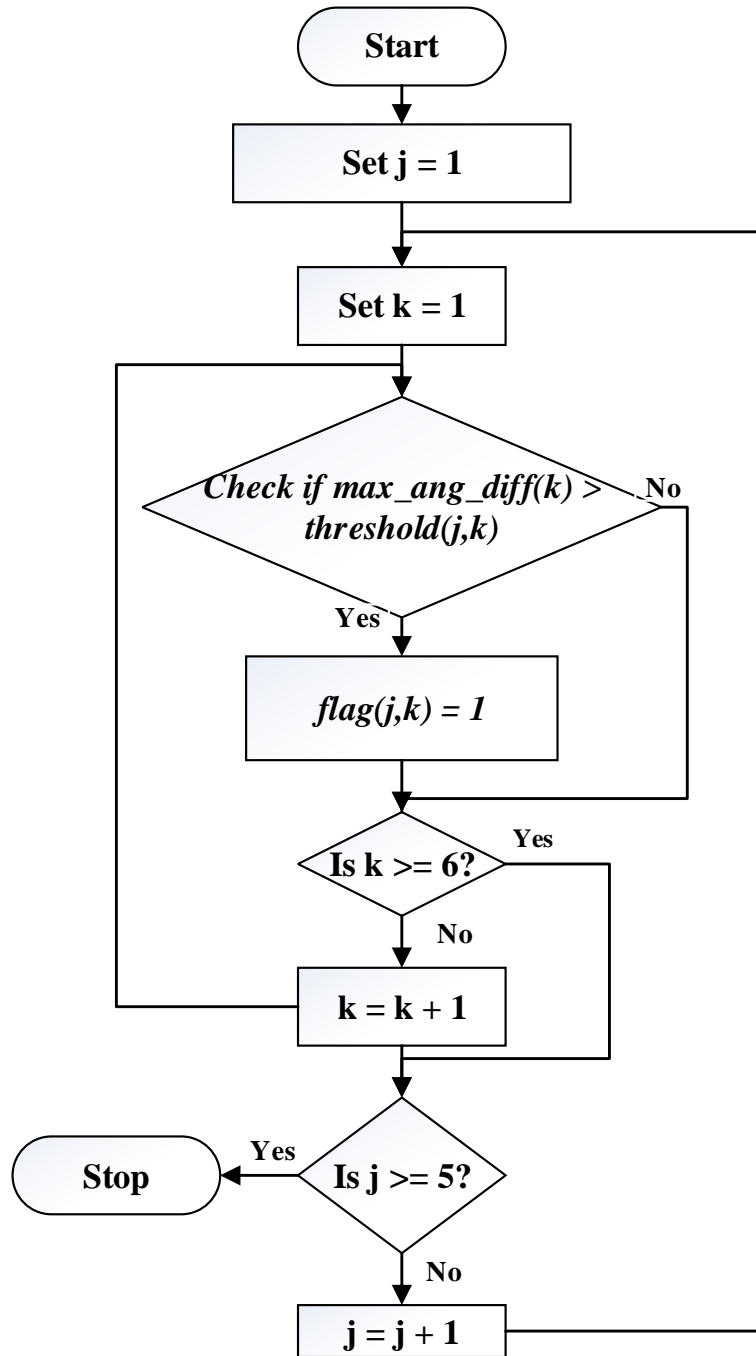 Start
Set j = 1
Set k = 1
Check if max_ang_diff(k) >
threshold(j,k)
No
Yes
flag(j,k) = 1
Is k >= 6?
Yes
No
k = k + 1
Is j >= 5?
Yes
Stop
No
j = j + 1